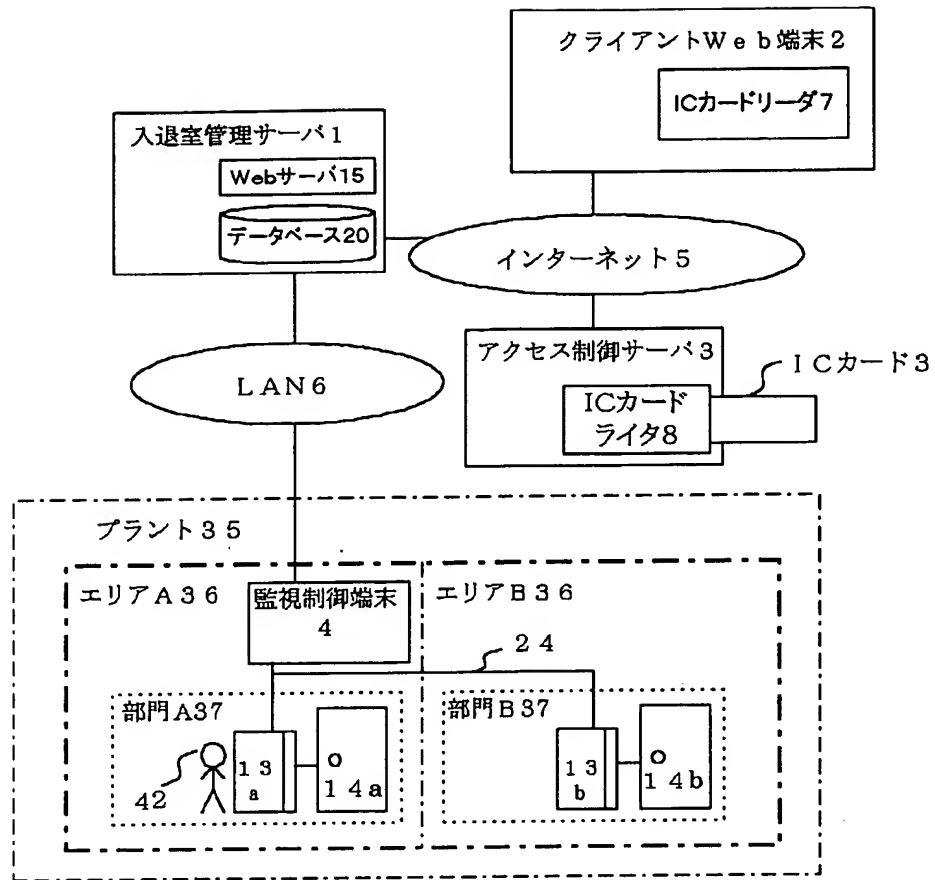 クライアントWeb端末2
ICカードリーダ7
入退室管理サーバ1
Webサーバ15
データベース20
インターネット5
アクセス制御サーバ3
ICカード3
ICカード
ライタ8
LAN6
プラント35
エリアA36
監視制御端末
4
エリアB36
24
部門A37
部門B37
42
13
a
14a
13
b
14b